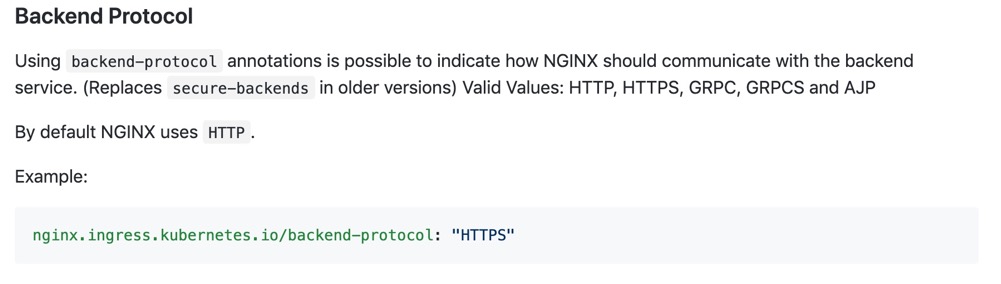 Backend Protocol
Using backend-protocol annotations is possible to indicate how NGINX should communicate with the backend
service. (Replaces secure-backends in older versions) Valid Values: HTTP, HTTPS, GRPC, GRPCS and AJP
By default NGINX uses HTTP.
Example:
nginx.ingress.kubernetes.io/backend-protocol: "HTTPS"